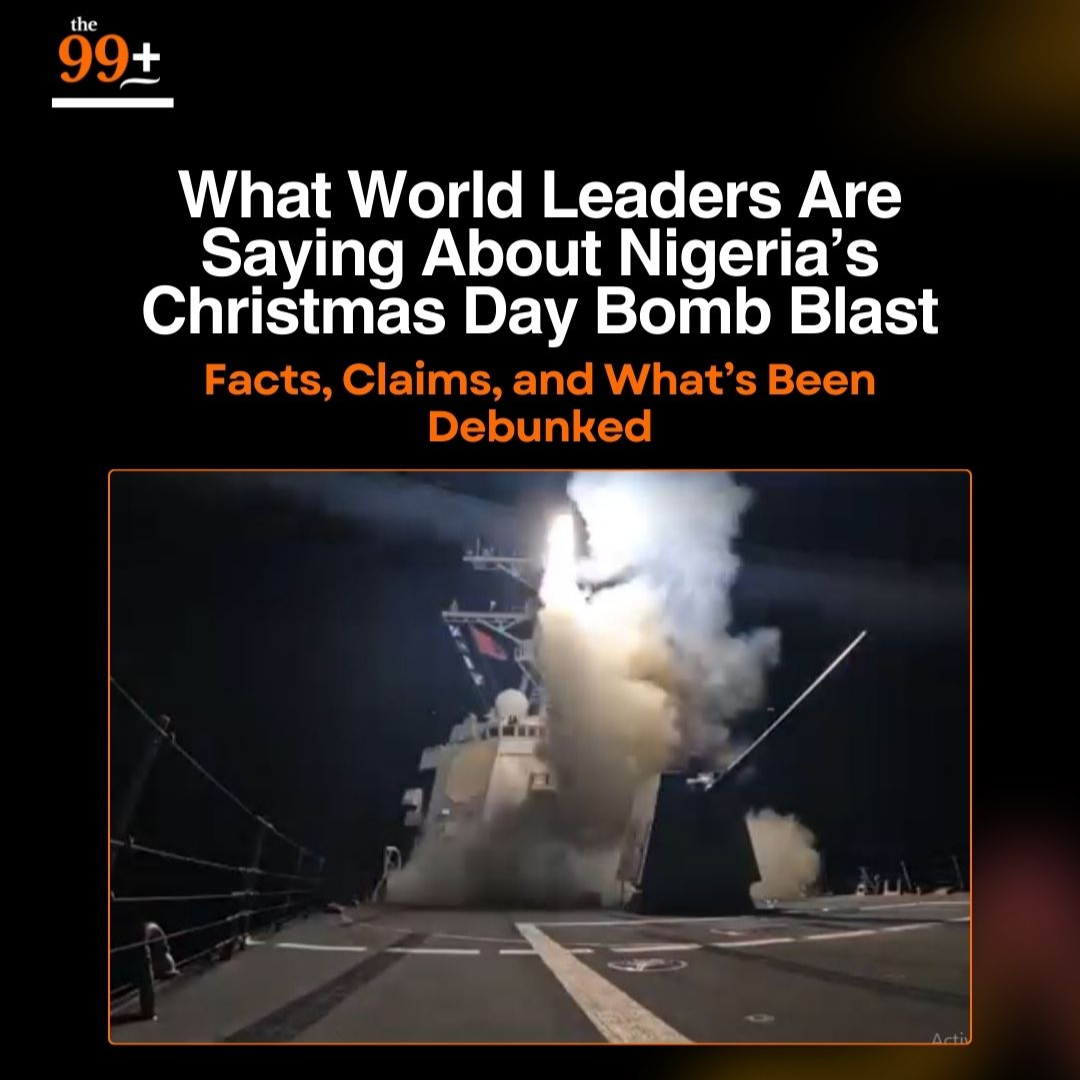 the
99+
What World Leaders Are
Saying About Nigeria’s
Christmas Day Bomb Blast
Facts, Claims, and What’s Been
Debunked